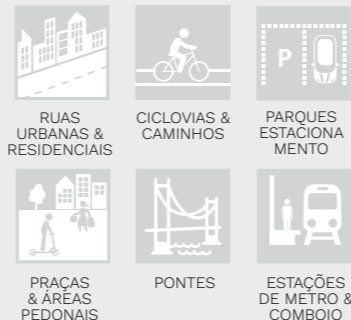 P
RUAS
URBANAS &
RESIDENCIAIS
CICLOVIAS &
CAMINHOS
PARQUES
ESTACIONA
MENTO
PRAÇAS
& ÁREAS
PEDONAIS
PONTES
ESTAÇÕES
DE METRO &
COMBOIO